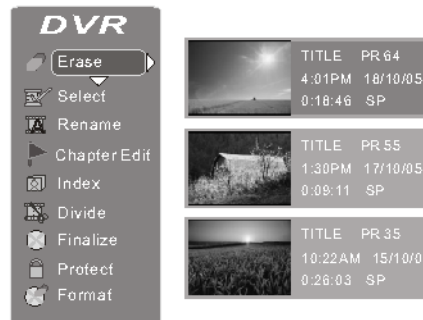 DVR
Erase
Select
Rename
Chapter Edit
Index
Divide
Finalize
Protect
Format
TITLE PR 64
4:01PM 18/10/05
0:18:46 SP
TITLE PR 55
1:30PM 17/10/05
0:09:11 SP
TITLE PR 35
10:22AM 15/10/0
0:26:03 SP